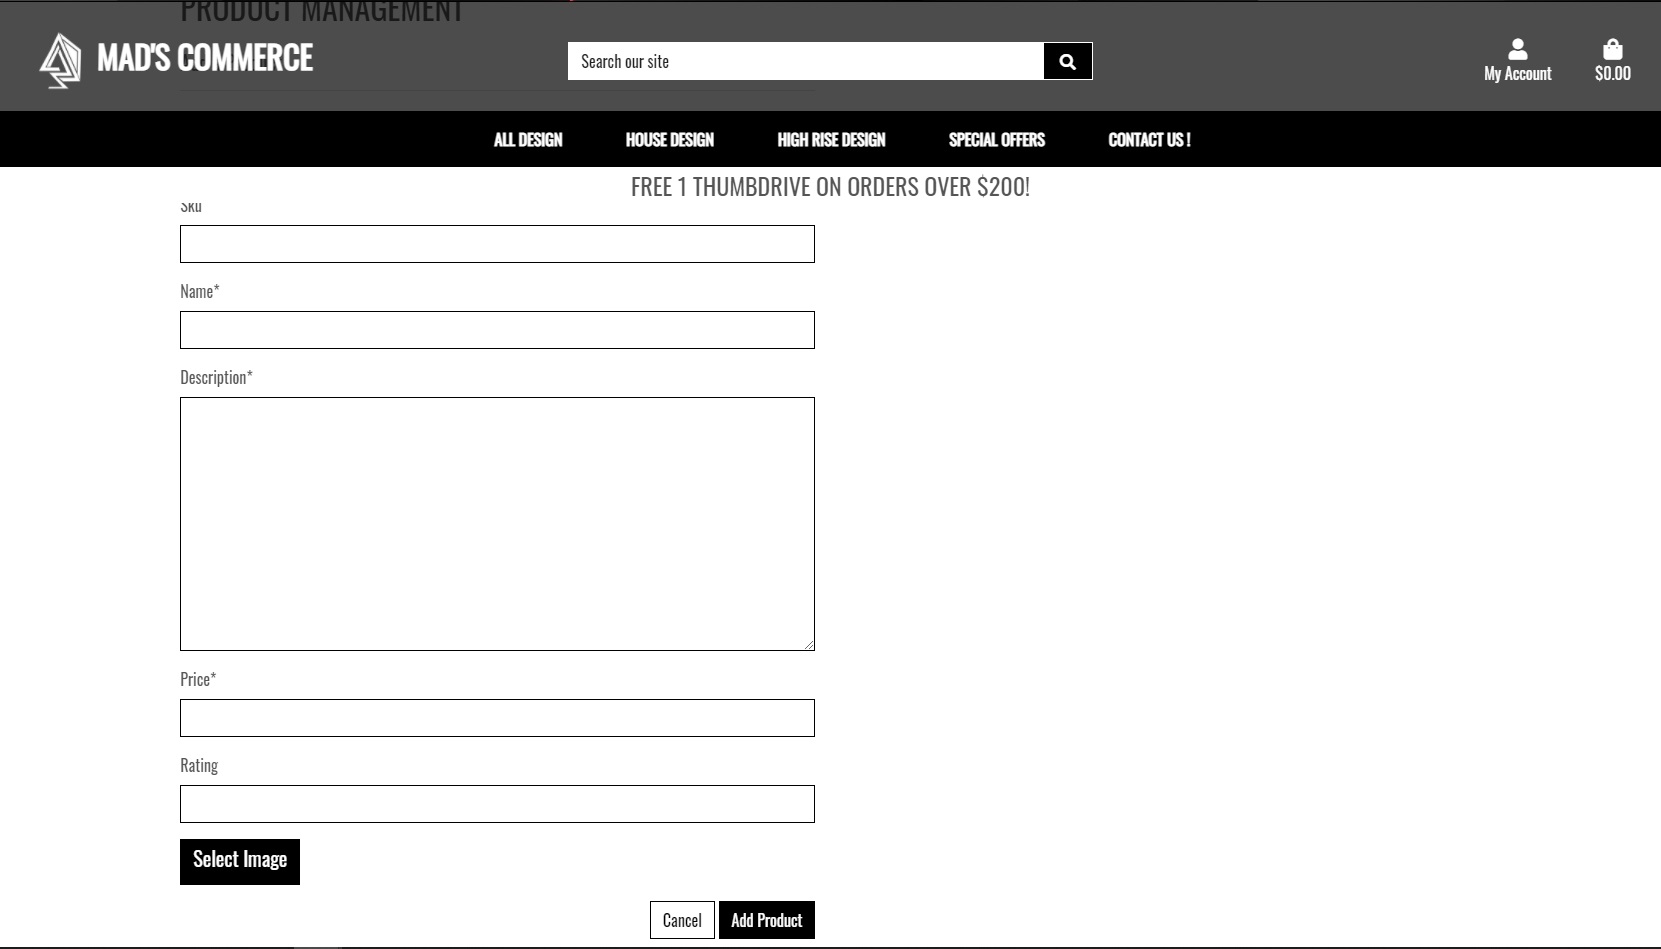 PRODUCT MANAGEMENT
MAD'S COMMERCE
Search our site
My Account
$0.00
ALL DESIGN
HOUSE DESIGN
HIGH RISE DESIGN
SPECIAL OFFERS
CONTACT US !
FREE 1 THUMBDRIVE ON ORDERS OVER $200!
Sku
Name*
Description*
Price*
Rating
Select Image
Cancel
Add Product